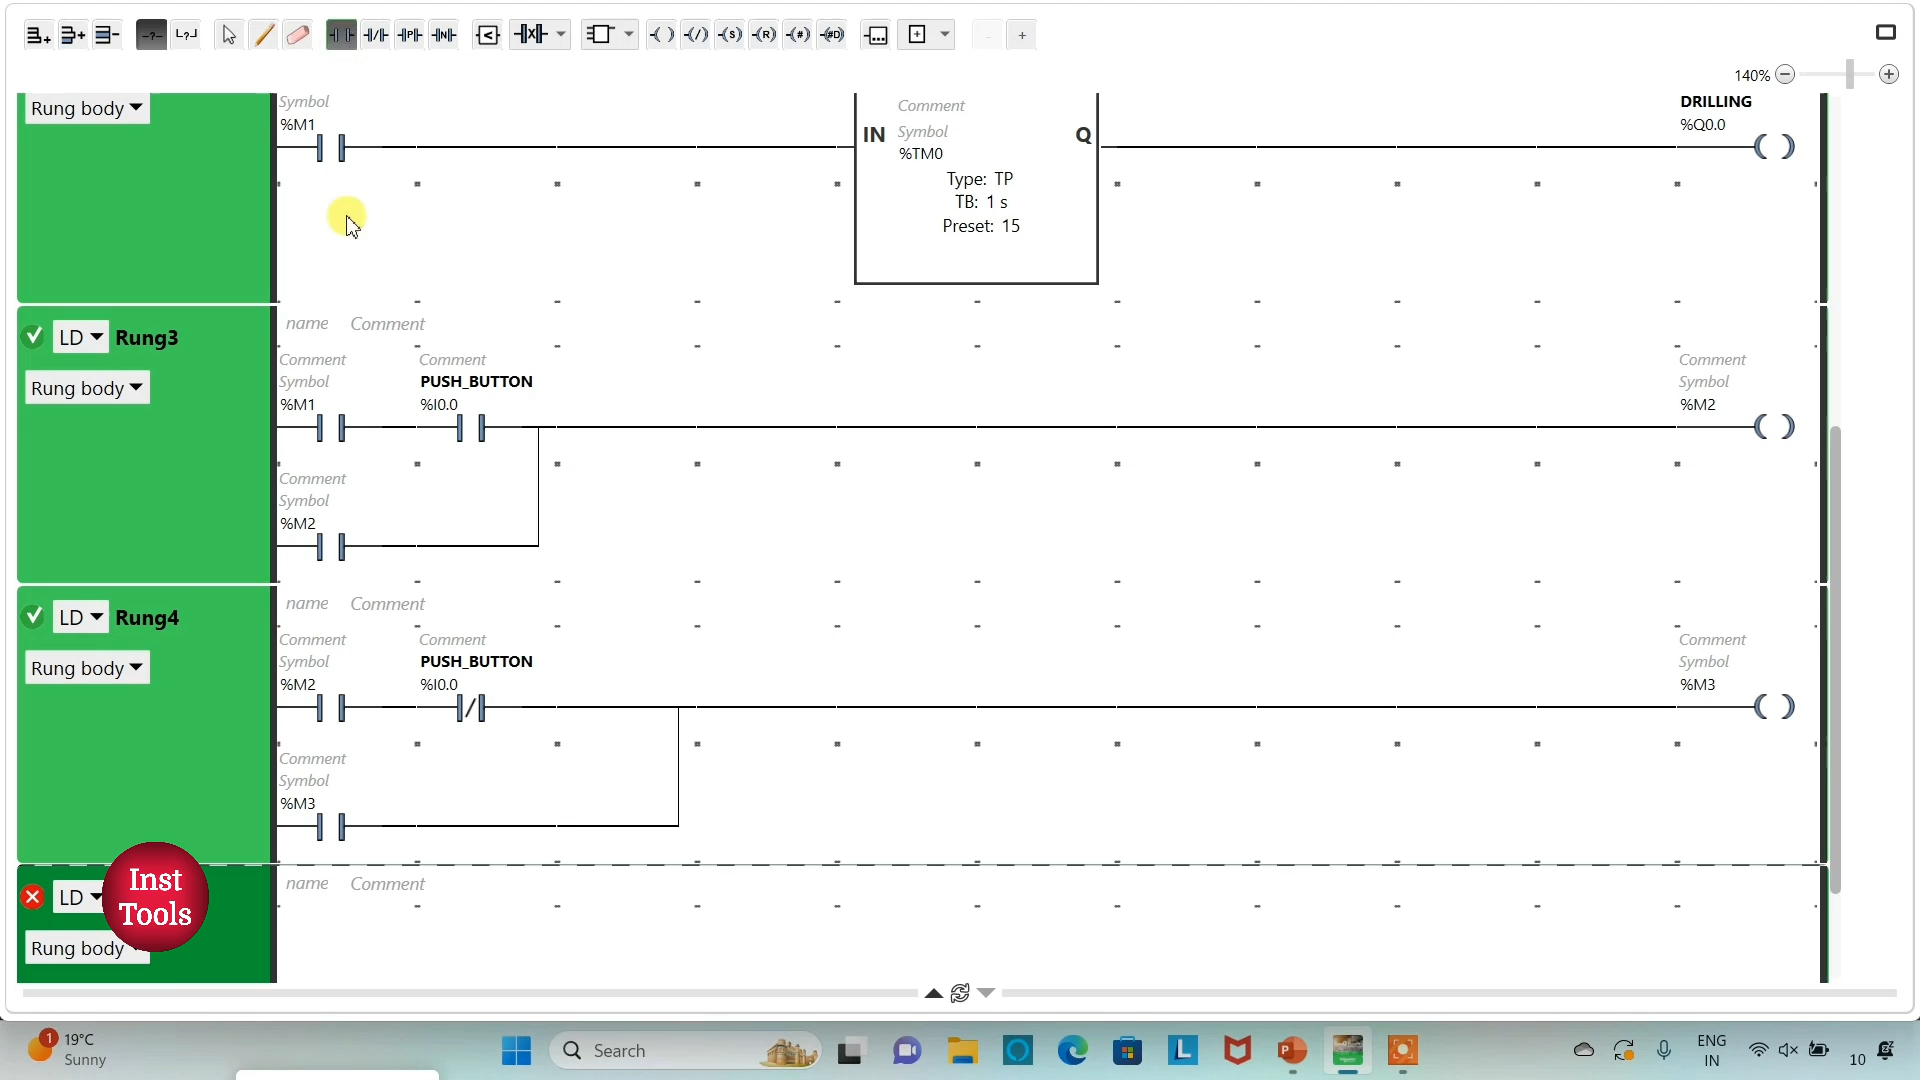 140%
Rung body
Symbol
%M1
Comment
IN Symbol Q
%TM0
Type: TP
TB: 1 s
Preset: 15
DRILLING
%Q0.0
LD Rung3
Rung body
name Comment
Comment Comment
Symbol PUSH_BUTTON
%M1 %I0.0
Comment
Symbol
%M2
Comment
Symbol
%M2
LD Rung4
Rung body
name Comment
Comment Comment
Symbol PUSH_BUTTON
%M2 %I0.0
Comment
Symbol
%M3
Comment
Symbol
%M3
LD
Rung body
name Comment
Inst
Tools
1
19°C
Sunny
Search
ENG
IN
10